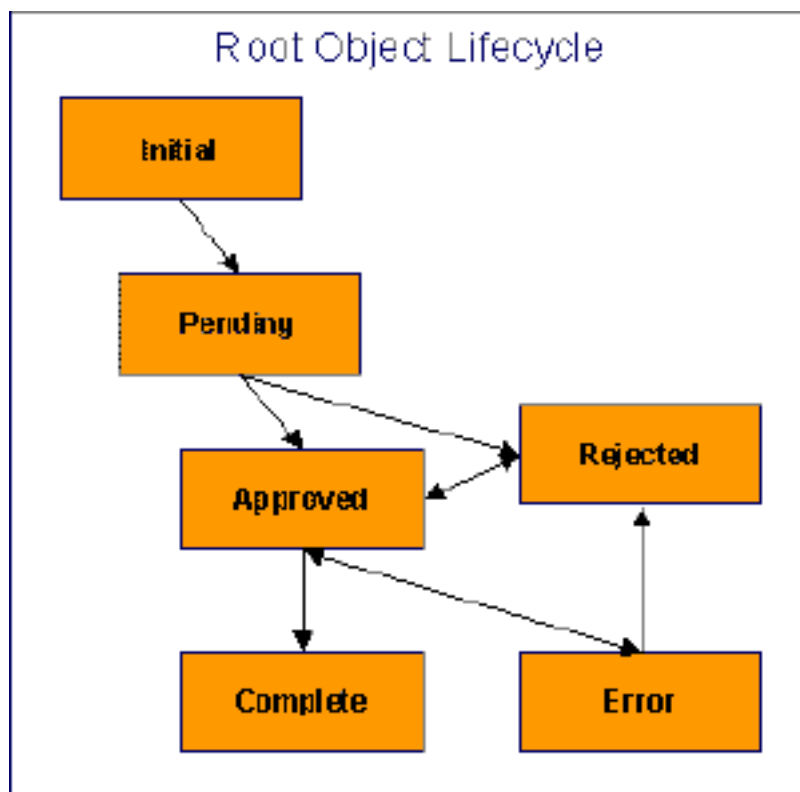 Root Object Lifecycle
Initial
Pending
Rejected
Approved
Complete
Error